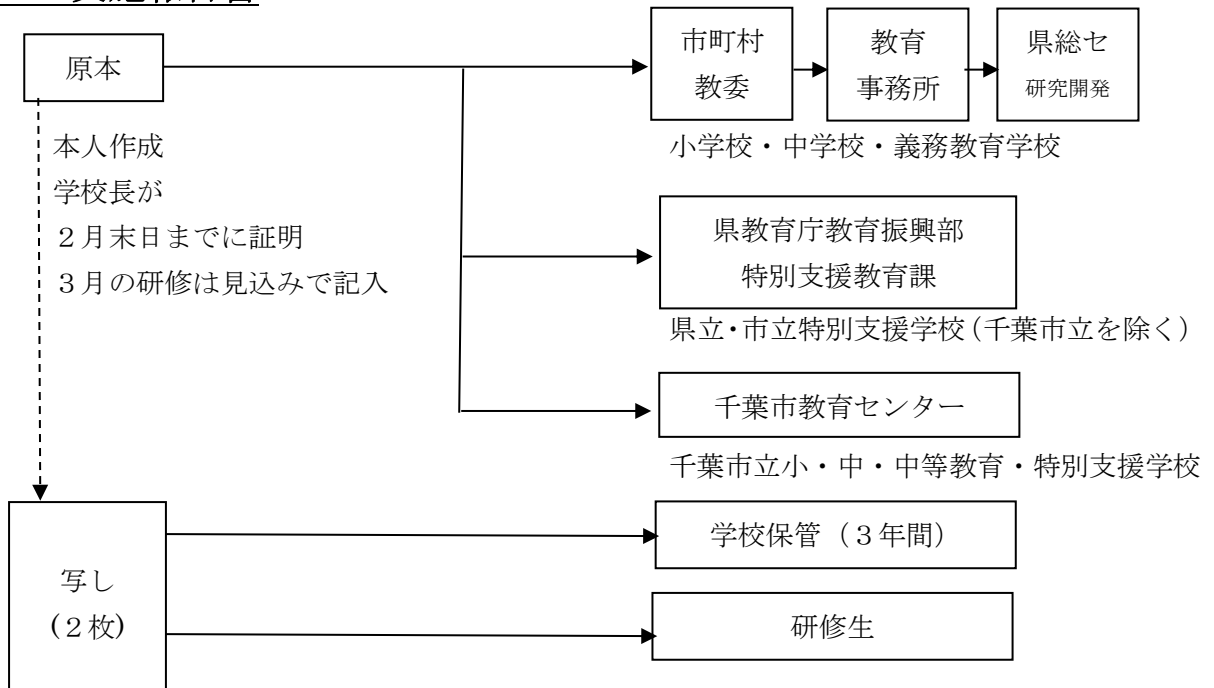 原本
市町村
教委
教育
事務所
県総セ
研究開発
小学校・中学校・義務教育学校
本人作成
学校長が
２月末日までに証明
３月の研修は見込みで記入
県教育庁教育振興部
特別支援教育課
県立・市立特別支援学校（千葉市立を除く）
千葉市教育センター
千葉市立小・中・中等教育・特別支援学校
写し
(２枚)
学校保管（３年間）
研修生